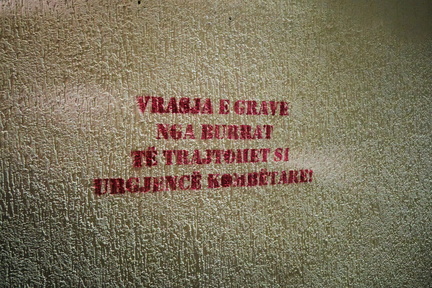 VRASJA E GRAVE
NGA BURRAT
TË TRAJTOHET SI
URGJENCË KOMBËTARE!